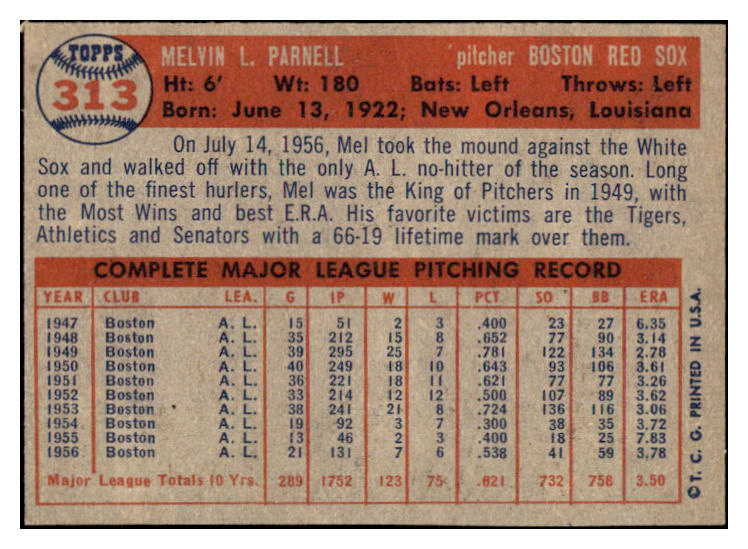 TOPPS
313
MELVIN L. PARNELL pitcher BOSTON RED SOX
Ht: 6' Wt: 180 Bats: Left Throws: Left
Born: June 13, 1922; New Orleans, Louisiana
On July 14, 1956, Mel took the mound against the White
Sox and walked off with the only A. L. no-hitter of the season. Long
one of the finest hurlers, Mel was the King of Pitchers in 1949, with
the Most Wins and best E.R.A. His favorite victims are the Tigers,
Athletics and Senators with a 66-19 lifetime mark over them.
COMPLETE MAJOR LEAGUE PITCHING RECORD
YEAR CLUB LEA. G IP W L PCT SO BB ERA
1947 Boston A. L. 15 51 2 3 .400 23 27 6.35
1948 Boston A. L. 35 212 15 8 .652 77 90 3.14
1949 Boston A. L. 39 295 25 7 .781 122 134 2.78
1950 Boston A. L. 40 249 18 10 .643 93 106 3.61
1951 Boston A. L. 36 221 18 11 .621 77 77 3.26
1952 Boston A. L. 33 214 12 12 .500 107 89 3.62
1953 Boston A. L. 38 241 21 8 .724 136 116 3.06
1954 Boston A. L. 19 92 3 7 .300 38 35 3.72
1955 Boston A. L. 13 46 2 3 .400 18 25 7.83
1956 Boston A. L. 21 131 7 6 .538 41 59 3.78
Major League Totals 10 Yrs. 289 1752 123 75 .621 732 758 3.50
© T. C. G. PRINTED IN U.S.A.